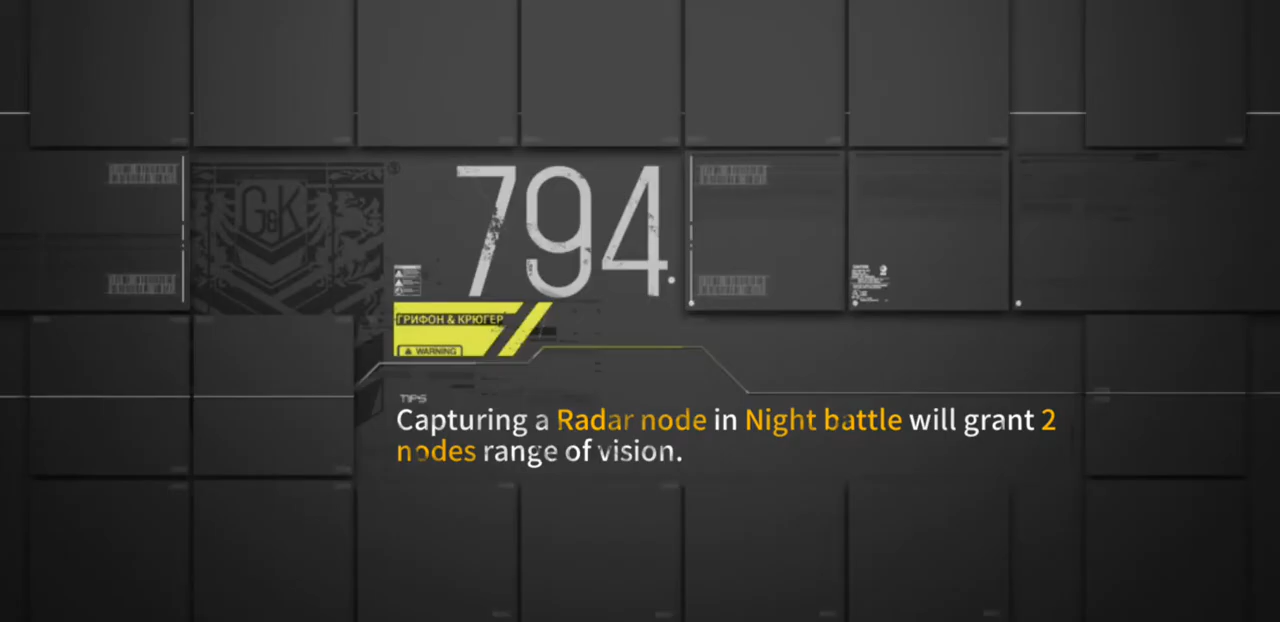 G&K
794.
ГРИФОН & КРЮГЕР
WARNING
TIPS
Capturing a Radar node in Night battle will grant 2
nodes range of vision.